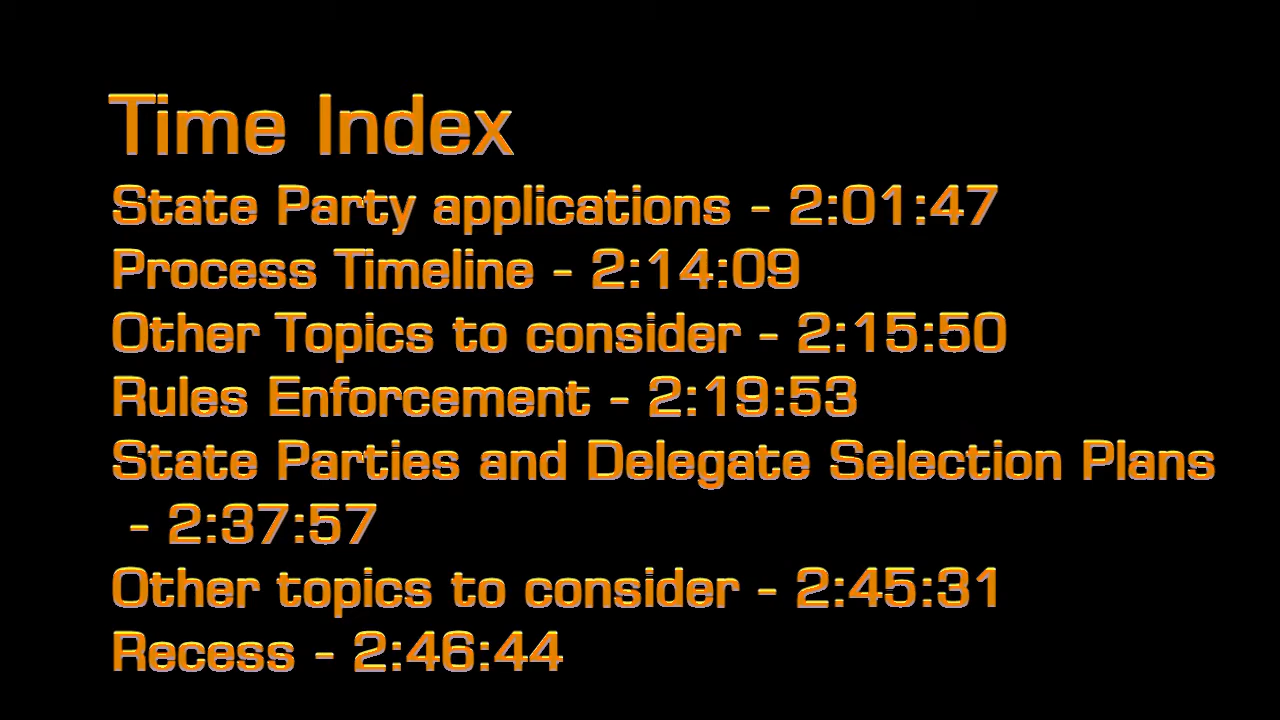 Time Index
State Party applications - 2:01:47
Process Timeline - 2:14:09
Other Topics to consider - 2:15:50
Rules Enforcement - 2:19:53
State Parties and Delegate Selection Plans
- 2:37:57
Other topics to consider - 2:45:31
Recess - 2:46:44